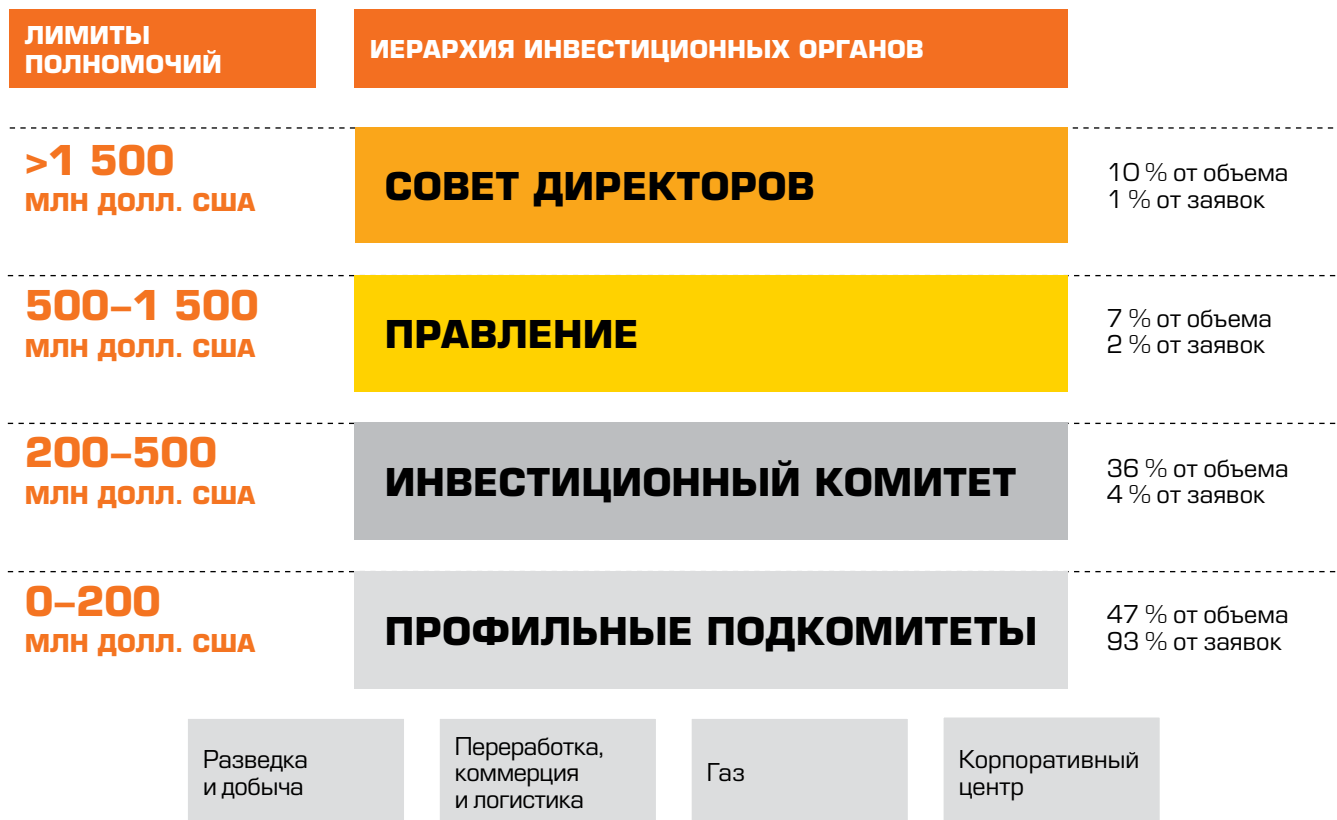 ЛИМИТЫ
ПОЛНОМОЧИЙ
ИЕРАРХИЯ ИНВЕСТИЦИОННЫХ ОРГАНОВ
>1 500
МЛН ДОЛЛ. США
СОВЕТ ДИРЕКТОРОВ
10 % от объема
1 % от заявок
500–1 500
МЛН ДОЛЛ. США
ПРАВЛЕНИЕ
7 % от объема
2 % от заявок
200–500
МЛН ДОЛЛ. США
ИНВЕСТИЦИОННЫЙ КОМИТЕТ
36 % от объема
4 % от заявок
0–200
МЛН ДОЛЛ. США
ПРОФИЛЬНЫЕ ПОДКОМИТЕТЫ
47 % от объема
93 % от заявок
Разведка
и добыча
Переработка,
коммерция
и логистика
Газ
Корпоративный
центр